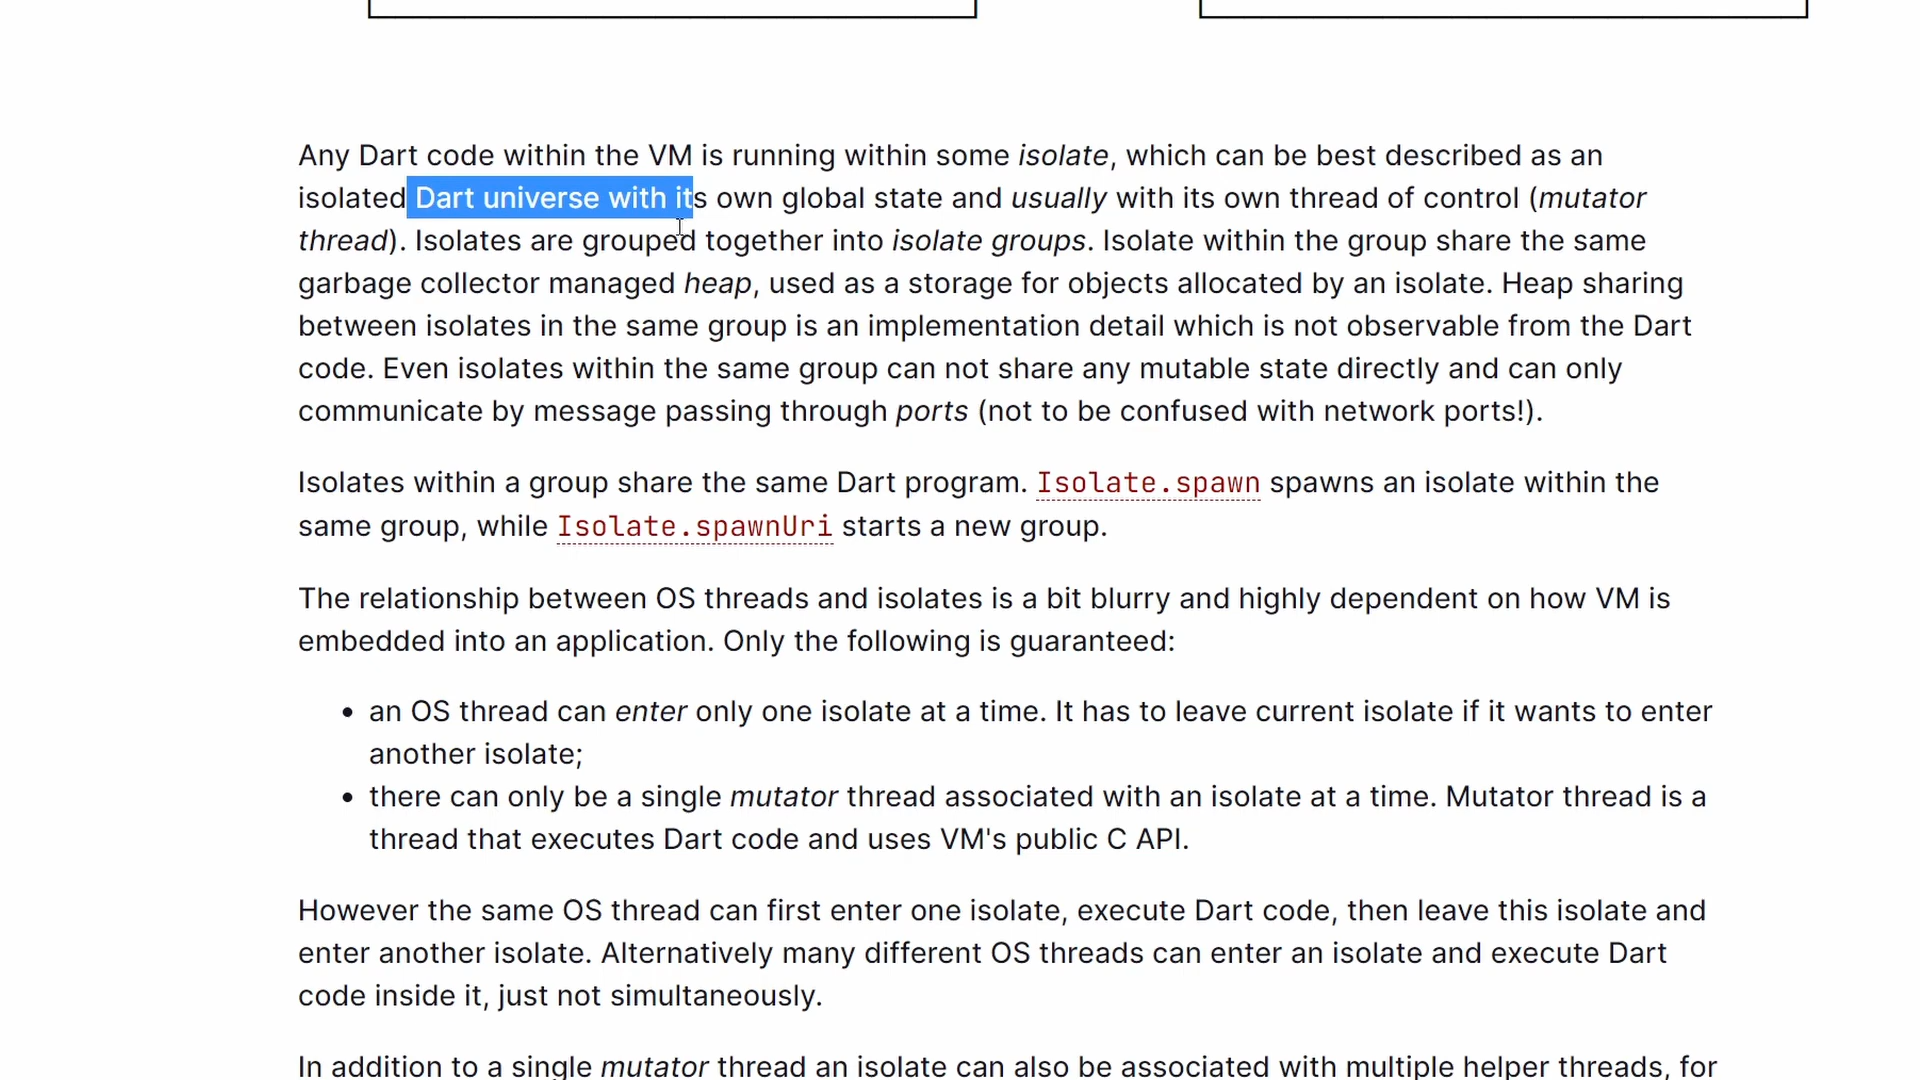 Any Dart code within the VM is running within some isolate, which can be best described as an
isolated Dart universe with its own global state and usually with its own thread of control (mutator
thread). Isolates are grouped together into isolate groups. Isolate within the group share the same
garbage collector managed heap, used as a storage for objects allocated by an isolate. Heap sharing
between isolates in the same group is an implementation detail which is not observable from the Dart
code. Even isolates within the same group can not share any mutable state directly and can only
communicate by message passing through ports (not to be confused with network ports!).
Isolates within a group share the same Dart program. Isolate.spawn spawns an isolate within the
same group, while Isolate.spawnUri starts a new group.
The relationship between OS threads and isolates is a bit blurry and highly dependent on how VM is
embedded into an application. Only the following is guaranteed:
• an OS thread can enter only one isolate at a time. It has to leave current isolate if it wants to enter
another isolate;
• there can only be a single mutator thread associated with an isolate at a time. Mutator thread is a
thread that executes Dart code and uses VM's public C API.
However the same OS thread can first enter one isolate, execute Dart code, then leave this isolate and
enter another isolate. Alternatively many different OS threads can enter an isolate and execute Dart
code inside it, just not simultaneously.
In addition to a single mutator thread an isolate can also be associated with multiple helper threads, for